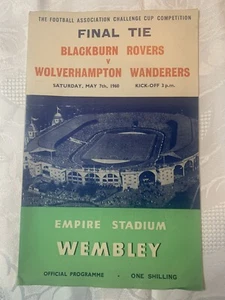 THE FOOTBALL ASSOCIATION CHALLENGE CUP COMPETITION
FINAL TIE
BLACKBURN ROVERS
V
WOLVERHAMPTON WANDERERS
SATURDAY, MAY 7th, 1960 KICK-OFF 3 p.m.
EMPIRE STADIUM
WEMBLEY
OFFICIAL PROGRAMME · ONE SHILLING